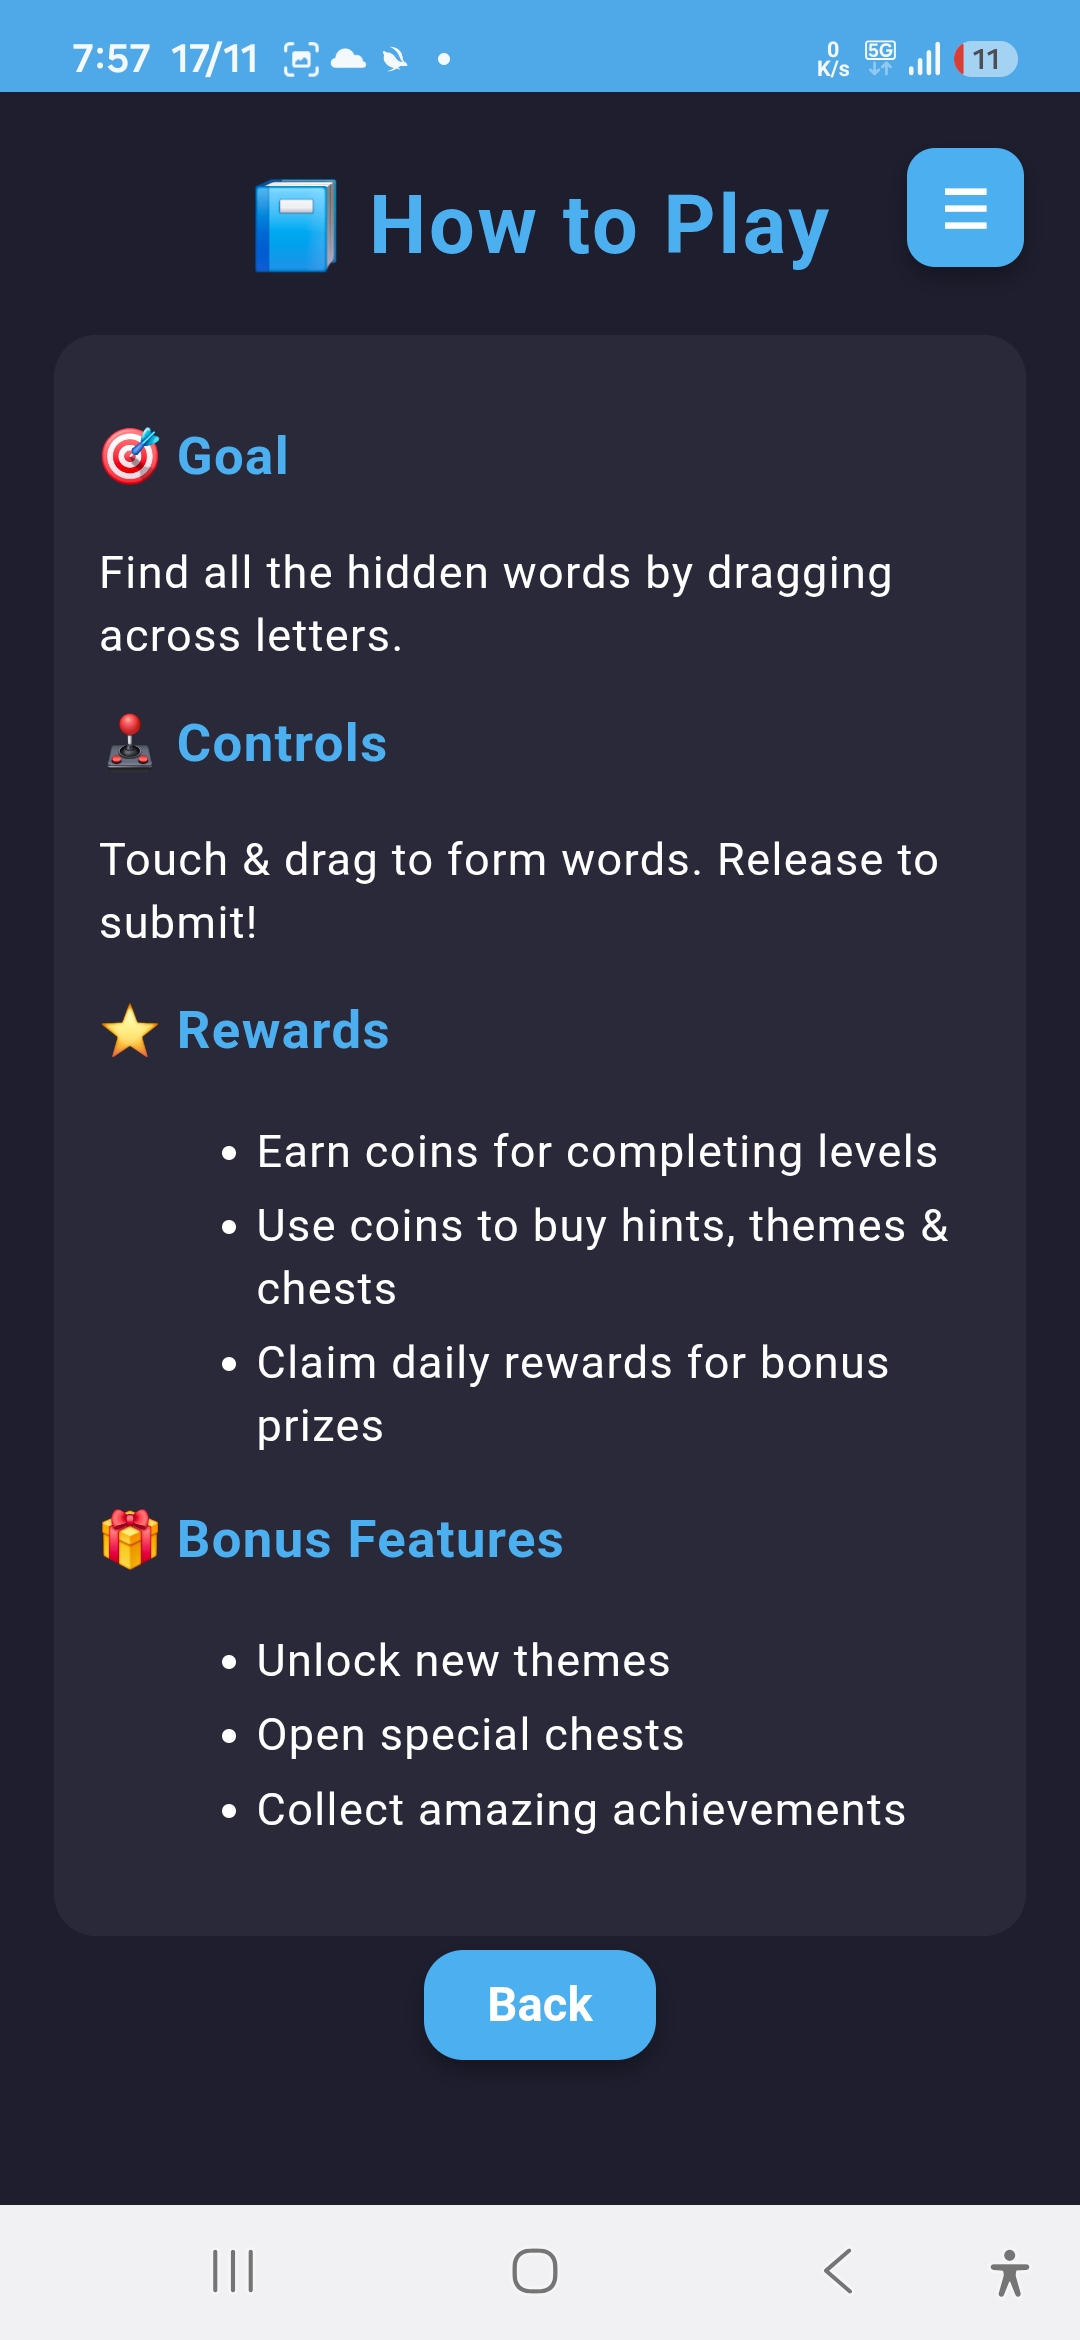 7:57 17/11
0
K/s
5G
11
How to Play
Goal
Find all the hidden words by dragging
across letters.
Controls
Touch & drag to form words. Release to
submit!
Rewards
• Earn coins for completing levels
• Use coins to buy hints, themes &
chests
• Claim daily rewards for bonus
prizes
Bonus Features
• Unlock new themes
• Open special chests
• Collect amazing achievements
Back